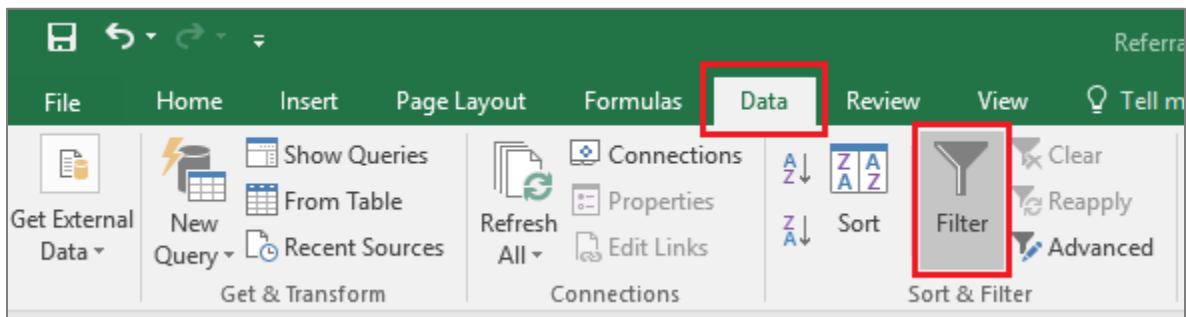 Referra
File Home Insert Page Layout Formulas Data Review View Tell m
Get External
Data
New
Query
Show Queries
From Table
Recent Sources
Get & Transform
Refresh
All
Connections
Properties
Edit Links
Connections
A
Z
Z
A
Z A
A Z
Sort
Filter
Clear
Reapply
Advanced
Sort & Filter